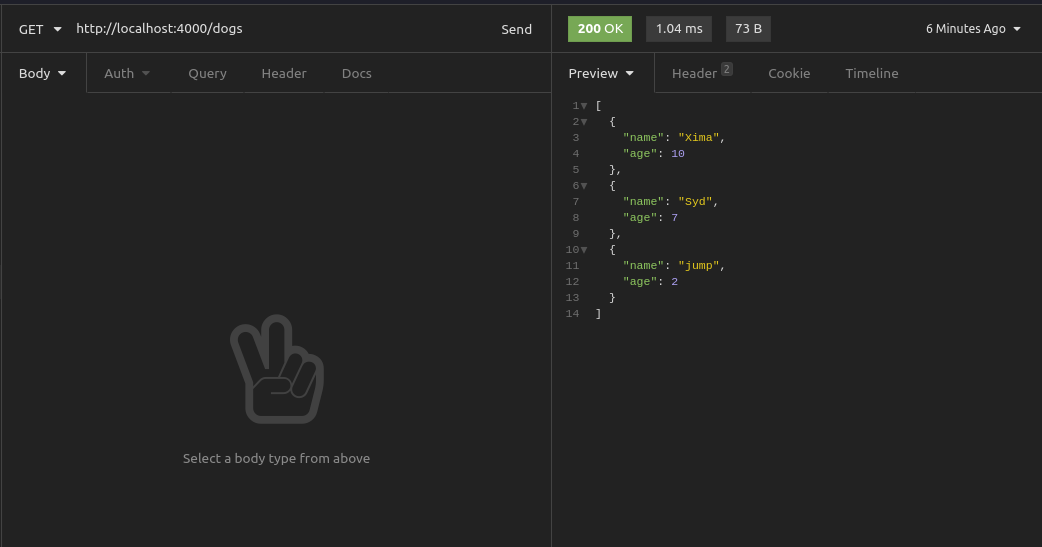 GET http://localhost:4000/dogs Send
200 OK 1.04 ms 73 B 6 Minutes Ago
Body Auth Query Header Docs
Preview Header 2 Cookie Timeline
1 [
2 {
3 "name": "Xima",
4 "age": 10
5 },
6 {
7 "name": "Syd",
8 "age": 7
9 },
10 {
11 "name": "jump",
12 "age": 2
13 }
14 ]
Select a body type from above